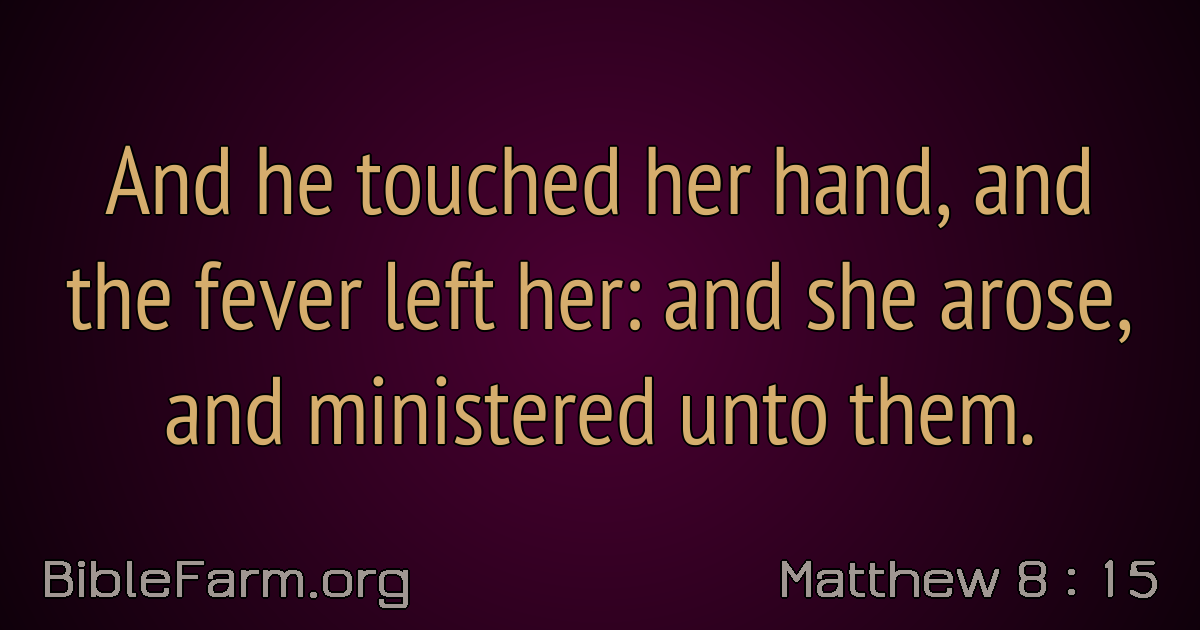 And he touched her hand, and
the fever left her: and she arose,
and ministered unto them.
BibleFarm.org
Matthew 8 : 15